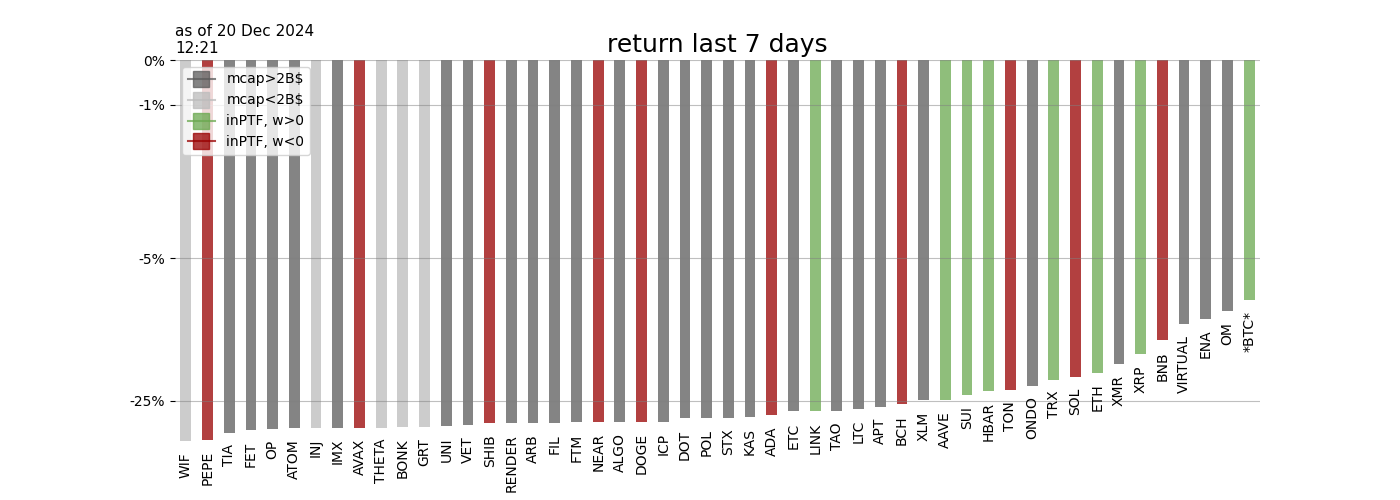 as of 20 Dec 2024
12:21
return last 7 days
0%
-1%
-5%
-25%
mcap>2B$
mcap<2B$
inPTF, w>0
inPTF, w<0
WIF
PEPE
TIA
FET
OP
ATOM
INJ
IMX
AVAX
THETA
BONK
GRT
UNI
VET
SHIB
RENDER
ARB
FIL
FTM
NEAR
ALGO
DOGE
ICP
DOT
POL
STX
KAS
ADA
ETC
LINK
TAO
LTC
APT
BCH
XLM
AAVE
SUI
HBAR
TON
ONDO
TRX
SOL
ETH
XMR
XRP
BNB
VIRTUAL
ENA
OM
*BTC*